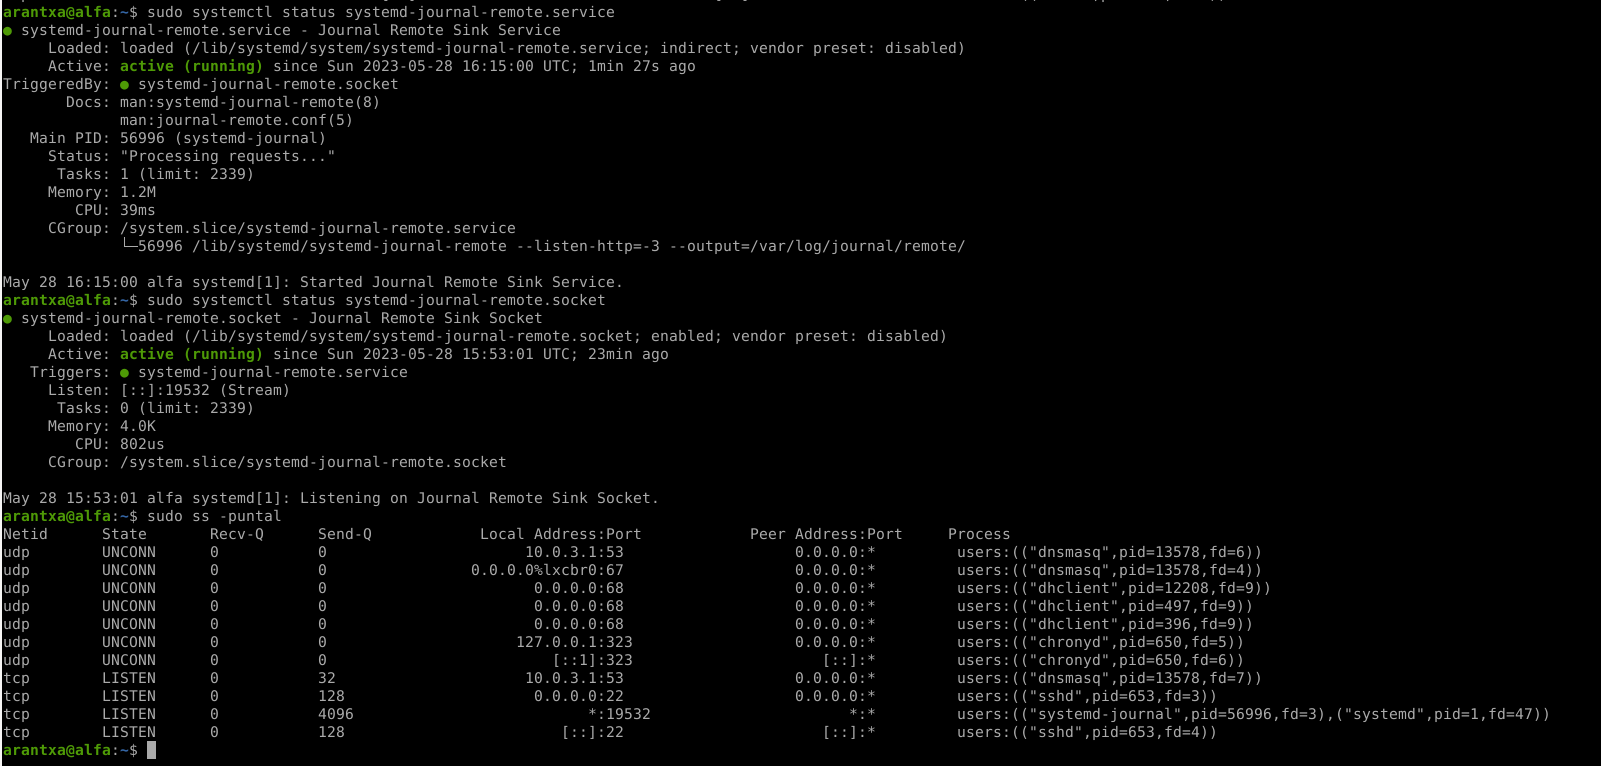 arantxa@alfa:~$ sudo systemctl status systemd-journal-remote.service
● systemd-journal-remote.service - Journal Remote Sink Service
     Loaded: loaded (/lib/systemd/system/systemd-journal-remote.service; indirect; vendor preset: disabled)
     Active: active (running) since Sun 2023-05-28 16:15:00 UTC; 1min 27s ago
TriggeredBy: ● systemd-journal-remote.socket
       Docs: man:systemd-journal-remote(8)
             man:journal-remote.conf(5)
   Main PID: 56996 (systemd-journal)
     Status: "Processing requests..."
      Tasks: 1 (limit: 2339)
     Memory: 1.2M
        CPU: 39ms
     CGroup: /system.slice/systemd-journal-remote.service
             └─56996 /lib/systemd/systemd-journal-remote --listen-http=-3 --output=/var/log/journal/remote/

May 28 16:15:00 alfa systemd[1]: Started Journal Remote Sink Service.
arantxa@alfa:~$ sudo systemctl status systemd-journal-remote.socket
● systemd-journal-remote.socket - Journal Remote Sink Socket
     Loaded: loaded (/lib/systemd/system/systemd-journal-remote.socket; enabled; vendor preset: disabled)
     Active: active (running) since Sun 2023-05-28 15:53:01 UTC; 23min ago
   Triggers: ● systemd-journal-remote.service
     Listen: [::]:19532 (Stream)
      Tasks: 0 (limit: 2339)
     Memory: 4.0K
        CPU: 802us
     CGroup: /system.slice/systemd-journal-remote.socket

May 28 15:53:01 alfa systemd[1]: Listening on Journal Remote Sink Socket.
arantxa@alfa:~$ sudo ss -puntal
Netid      State       Recv-Q      Send-Q            Local Address:Port              Peer Address:Port     Process
udp        UNCONN      0           0                      10.0.3.1:53                   0.0.0.0:*         users:(("dnsmasq",pid=13578,fd=6))
udp        UNCONN      0           0                0.0.0.0%lxcbr0:67                   0.0.0.0:*         users:(("dnsmasq",pid=13578,fd=4))
udp        UNCONN      0           0                       0.0.0.0:68                   0.0.0.0:*         users:(("dhclient",pid=12208,fd=9))
udp        UNCONN      0           0                       0.0.0.0:68                   0.0.0.0:*         users:(("dhclient",pid=497,fd=9))
udp        UNCONN      0           0                       0.0.0.0:68                   0.0.0.0:*         users:(("dhclient",pid=396,fd=9))
udp        UNCONN      0           0                     127.0.0.1:323                  0.0.0.0:*         users:(("chronyd",pid=650,fd=5))
udp        UNCONN      0           0                         [::1]:323                     [::]:*         users:(("chronyd",pid=650,fd=6))
tcp        LISTEN      0           32                     10.0.3.1:53                   0.0.0.0:*         users:(("dnsmasq",pid=13578,fd=7))
tcp        LISTEN      0           128                     0.0.0.0:22                   0.0.0.0:*         users:(("sshd",pid=653,fd=3))
tcp        LISTEN      0           4096                          *:19532                      *:*         users:(("systemd-journal",pid=56996,fd=3),("systemd",pid=1,fd=47))
tcp        LISTEN      0           128                        [::]:22                      [::]:*         users:(("sshd",pid=653,fd=4))
arantxa@alfa:~$